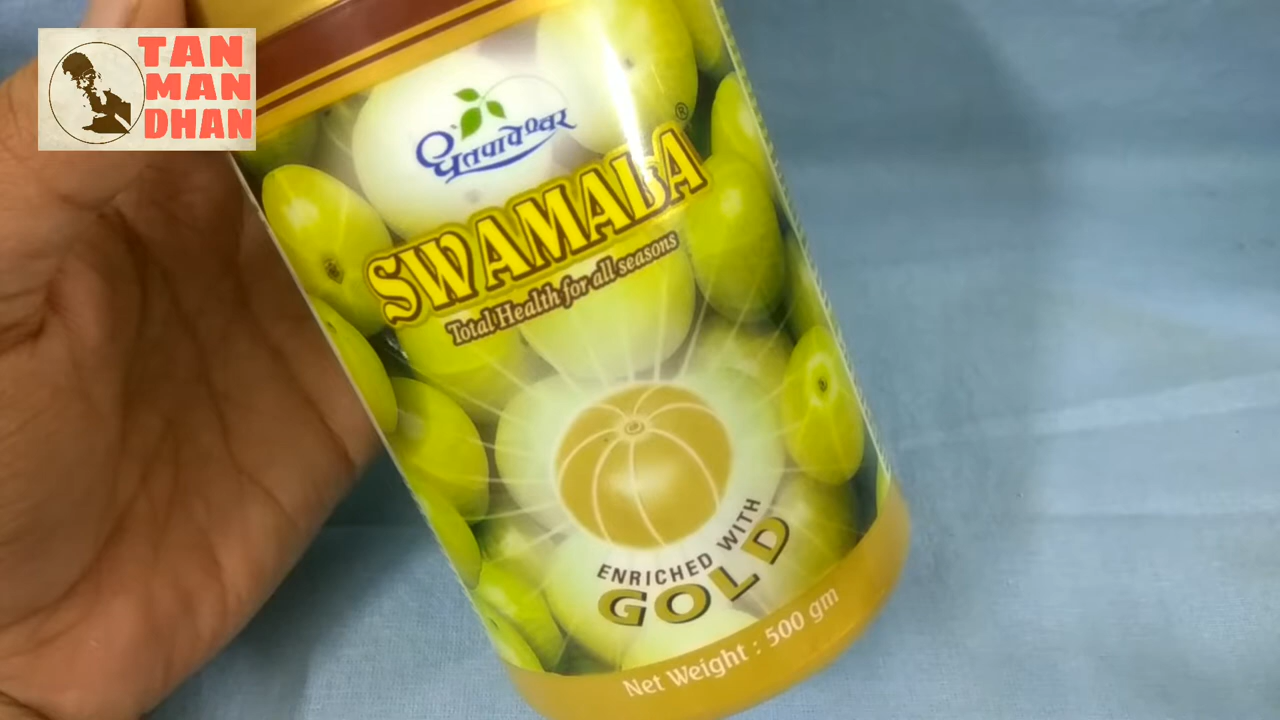 TAN
MAN
DHAN
धूतपापेश्वर
SWAMALA
®
Total Health for all seasons
ENRICHED WITH
GOLD
Net Weight : 500 gm